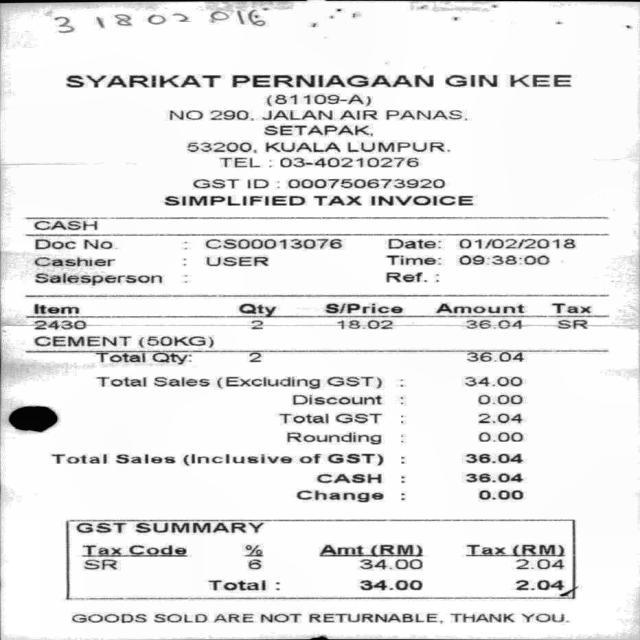 31802016
SYARIKAT PERNIAGAAN GIN KEE
(81109-A)
NO 290, JALAN AIR PANAS,
SETAPAK,
53200, KUALA LUMPUR.
TEL : 03-40210276
GST ID : 000750673920
SIMPLIFIED TAX INVOICE
CASH
Doc No. : CS00013076 Date: 01/02/2018
Cashier : USER Time: 09:38:00
Salesperson : Ref. :
Item Qty S/Price Amount Tax
2430 2 18.02 36.04 SR
CEMENT (50KG)
Total Qty: 2 36.04
Total Sales (Excluding GST) : 34.00
Discount : 0.00
Total GST : 2.04
Rounding : 0.00
Total Sales (Inclusive of GST) : 36.04
CASH : 36.04
Change : 0.00
GST SUMMARY
Tax Code % Amt (RM) Tax (RM)
SR 6 34.00 2.04
Total : 34.00 2.04
GOODS SOLD ARE NOT RETURNABLE, THANK YOU.